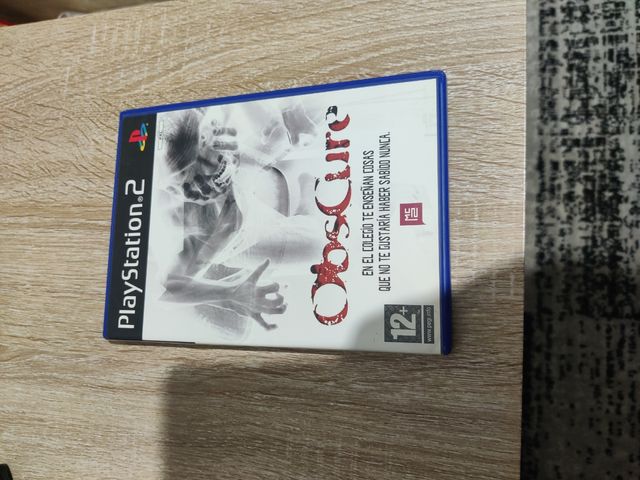 PlayStation®2
ObsCure
EN EL COLEGIO TE ENSEÑAN COSAS
QUE NO TE GUSTARÍA HABER SABIDO NUNCA.
MC2
12+
www.pegi.info